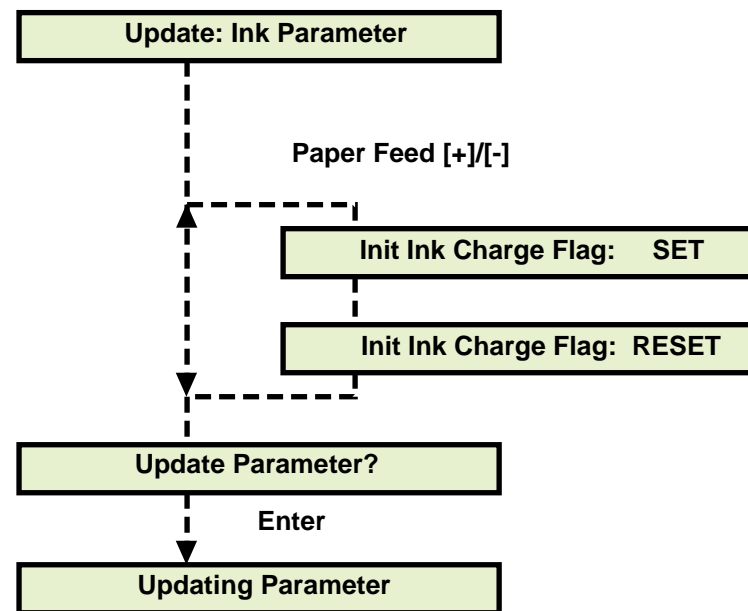 Update: Ink Parameter
Paper Feed [+]/[-]
Init Ink Charge Flag: SET
Init Ink Charge Flag: RESET
Update Parameter?
Enter
Updating Parameter